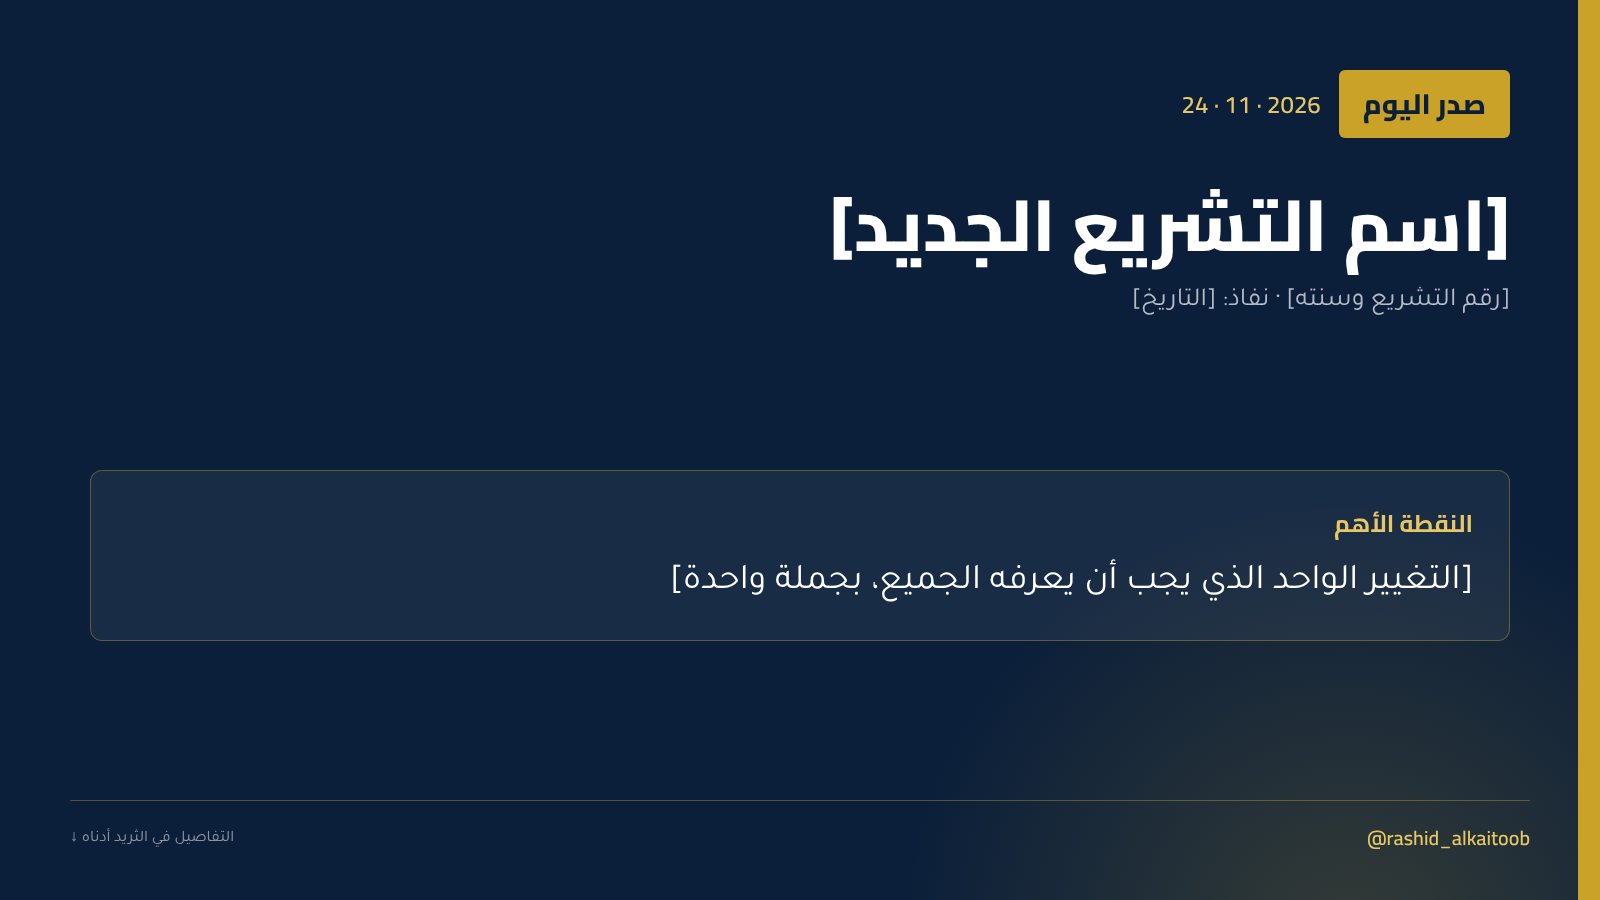 صدر اليوم
24 · 11 · 2026
[اسم التشريع الجديد]
[رقم التشريع وسنته] · نفاذ: [التاريخ]
النقطة الأهم
[التغيير الواحد الذي يجب أن يعرفه الجميع، بجملة واحدة]
@rashid_alkaitoob
التفاصيل في الثريد أدناه ↓